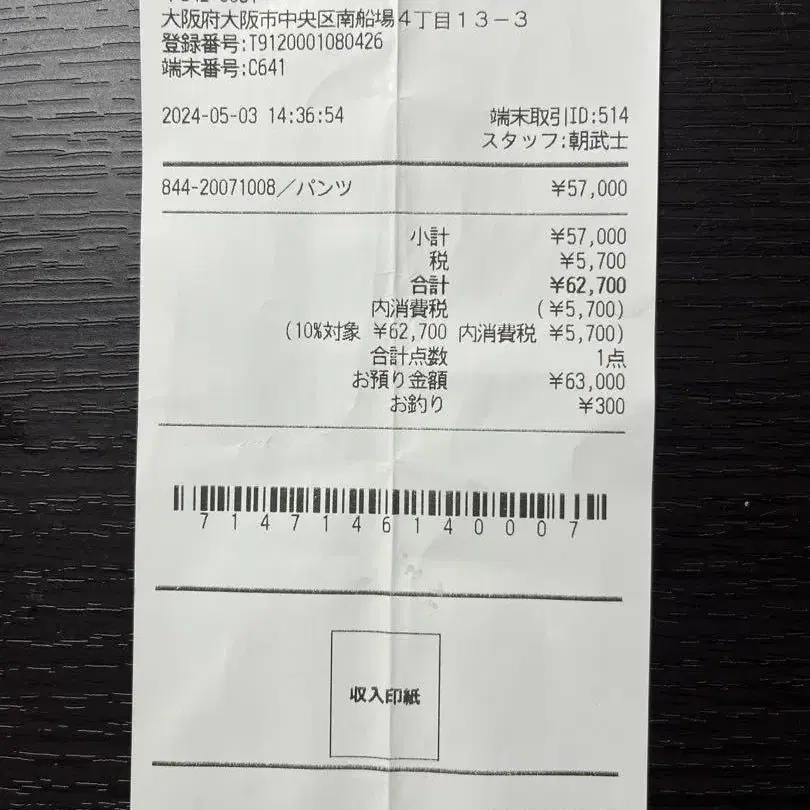 大阪府大阪市中央区南船場4丁目13-3
登録番号:T9120001080426
端末番号:C641
2024-05-03 14:36:54 端末取引ID:514
スタッフ:朝武士
844-20071008/パンツ ¥57,000
小計 ¥57,000
税 ¥5,700
合計 ¥62,700
内消費税 (¥5,700)
(10%対象 ¥62,700 内消費税 ¥5,700)
合計点数 1点
お預り金額 ¥63,000
お釣り ¥300
7147146140007
収入印紙